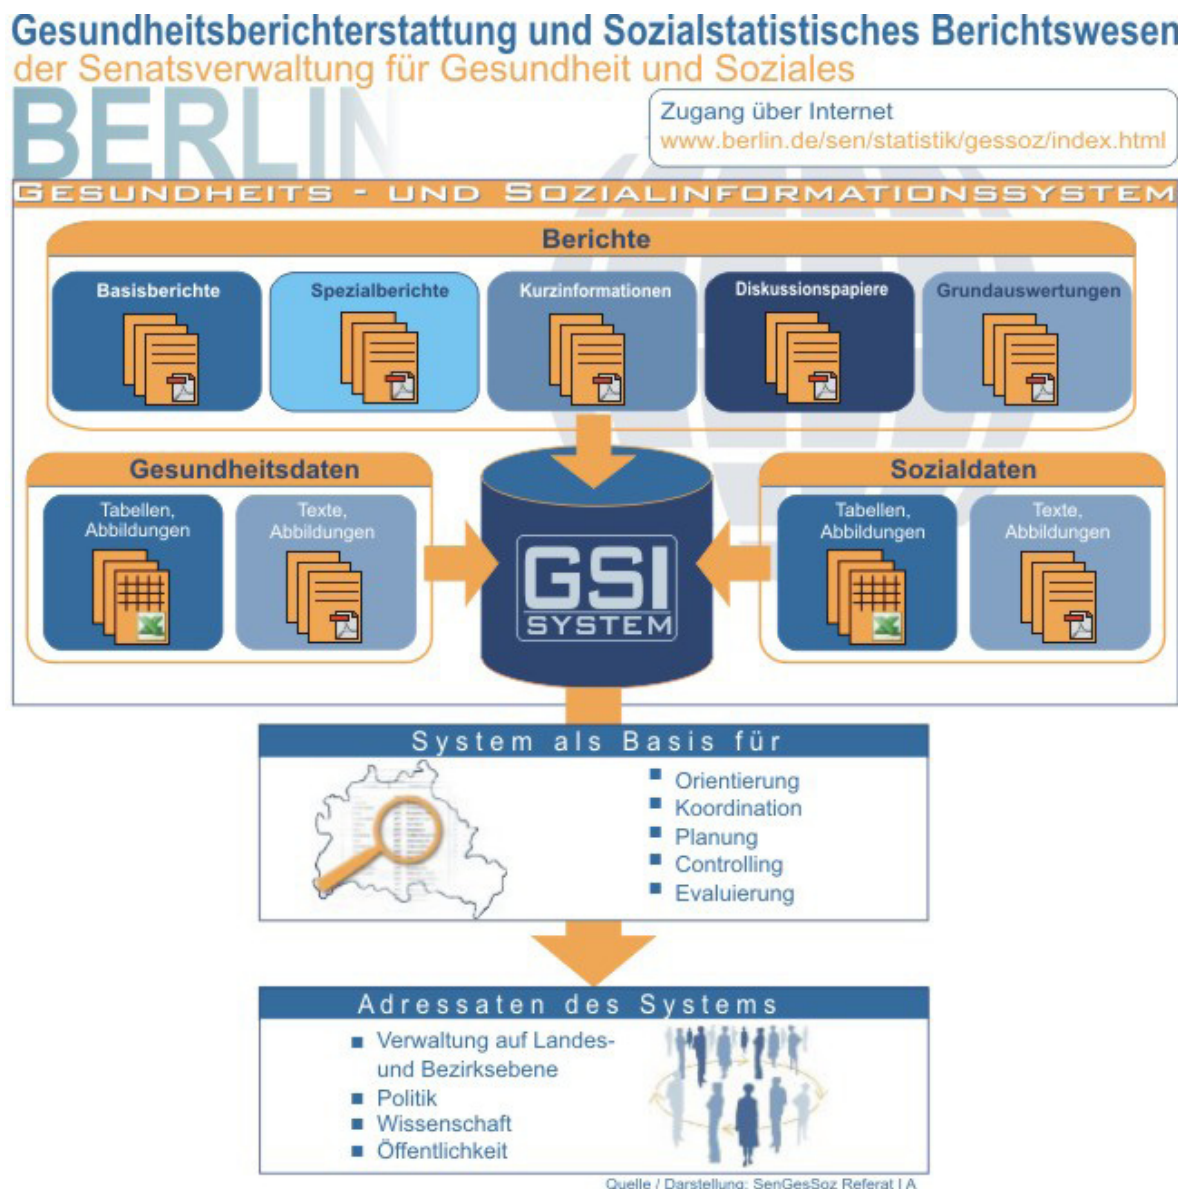 Gesundheitsberichterstattung und Sozialstatistisches Berichtswesen
der Senatsverwaltung für Gesundheit und Soziales
BERLIN
Zugang über Internet
www.berlin.de/sen/statistik/gessoz/index.html
GESUNDHEITS - UND SOZIALINFORMATIONSSYSTEM
Berichte
Basisberichte
Spezialberichte
Kurzinformationen
Diskussionspapiere
Grundauswertungen
Gesundheitsdaten
Tabellen,
Abbildungen
Texte,
Abbildungen
GSI
SYSTEM
Sozialdaten
Tabellen,
Abbildungen
Texte,
Abbildungen
System als Basis für
Orientierung
Koordination
Planung
Controlling
Evaluierung
Adressaten des Systems
Verwaltung auf Landes-
und Bezirksebene
Politik
Wissenschaft
Öffentlichkeit
Quelle / Darstellung: SenGesSoz Referat I A